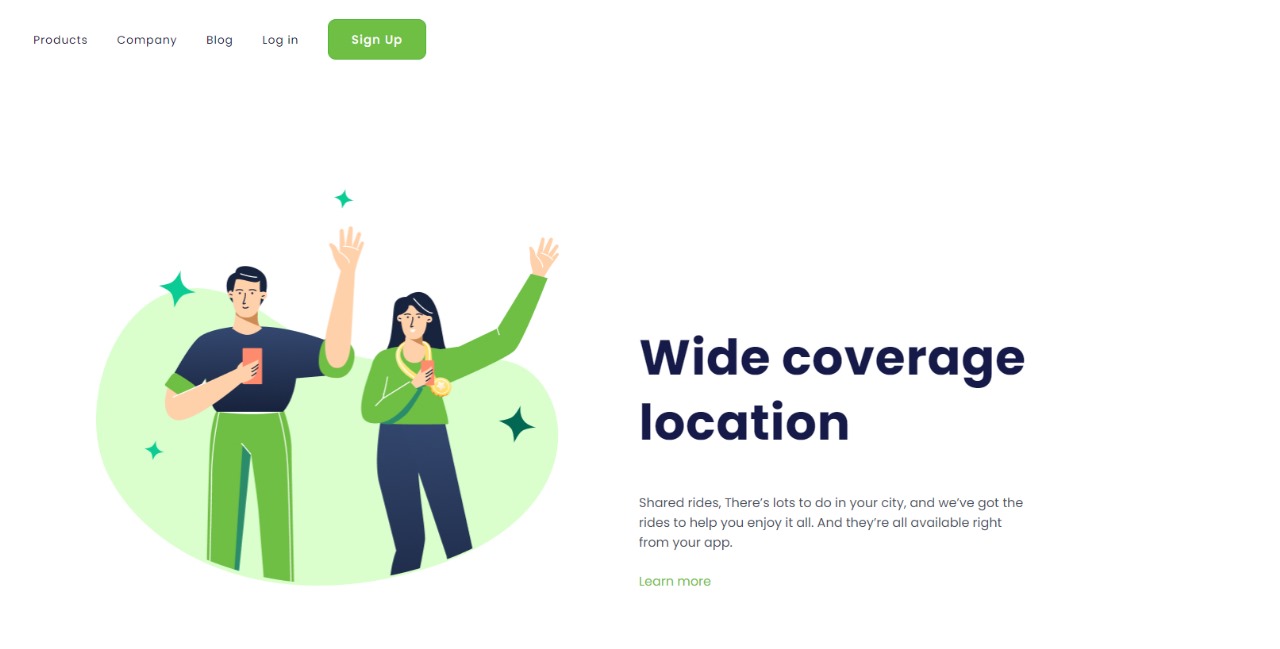 Products Company Blog Log in Sign Up
Wide coverage
location
Shared rides, There’s lots to do in your city, and we’ve got the
rides to help you enjoy it all. And they’re all available right
from your app.
Learn more